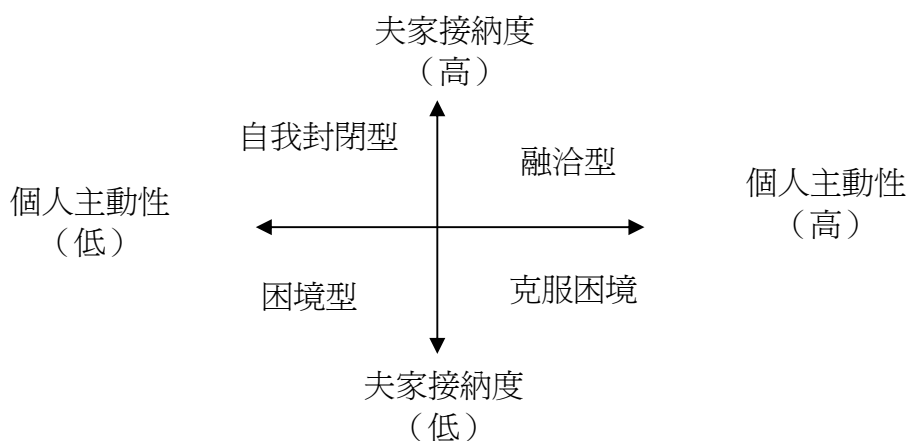 夫家接納度
（高）
自我封閉型
融洽型
個人主動性
（低）
個人主動性
（高）
困境型
克服困境
夫家接納度
（低）